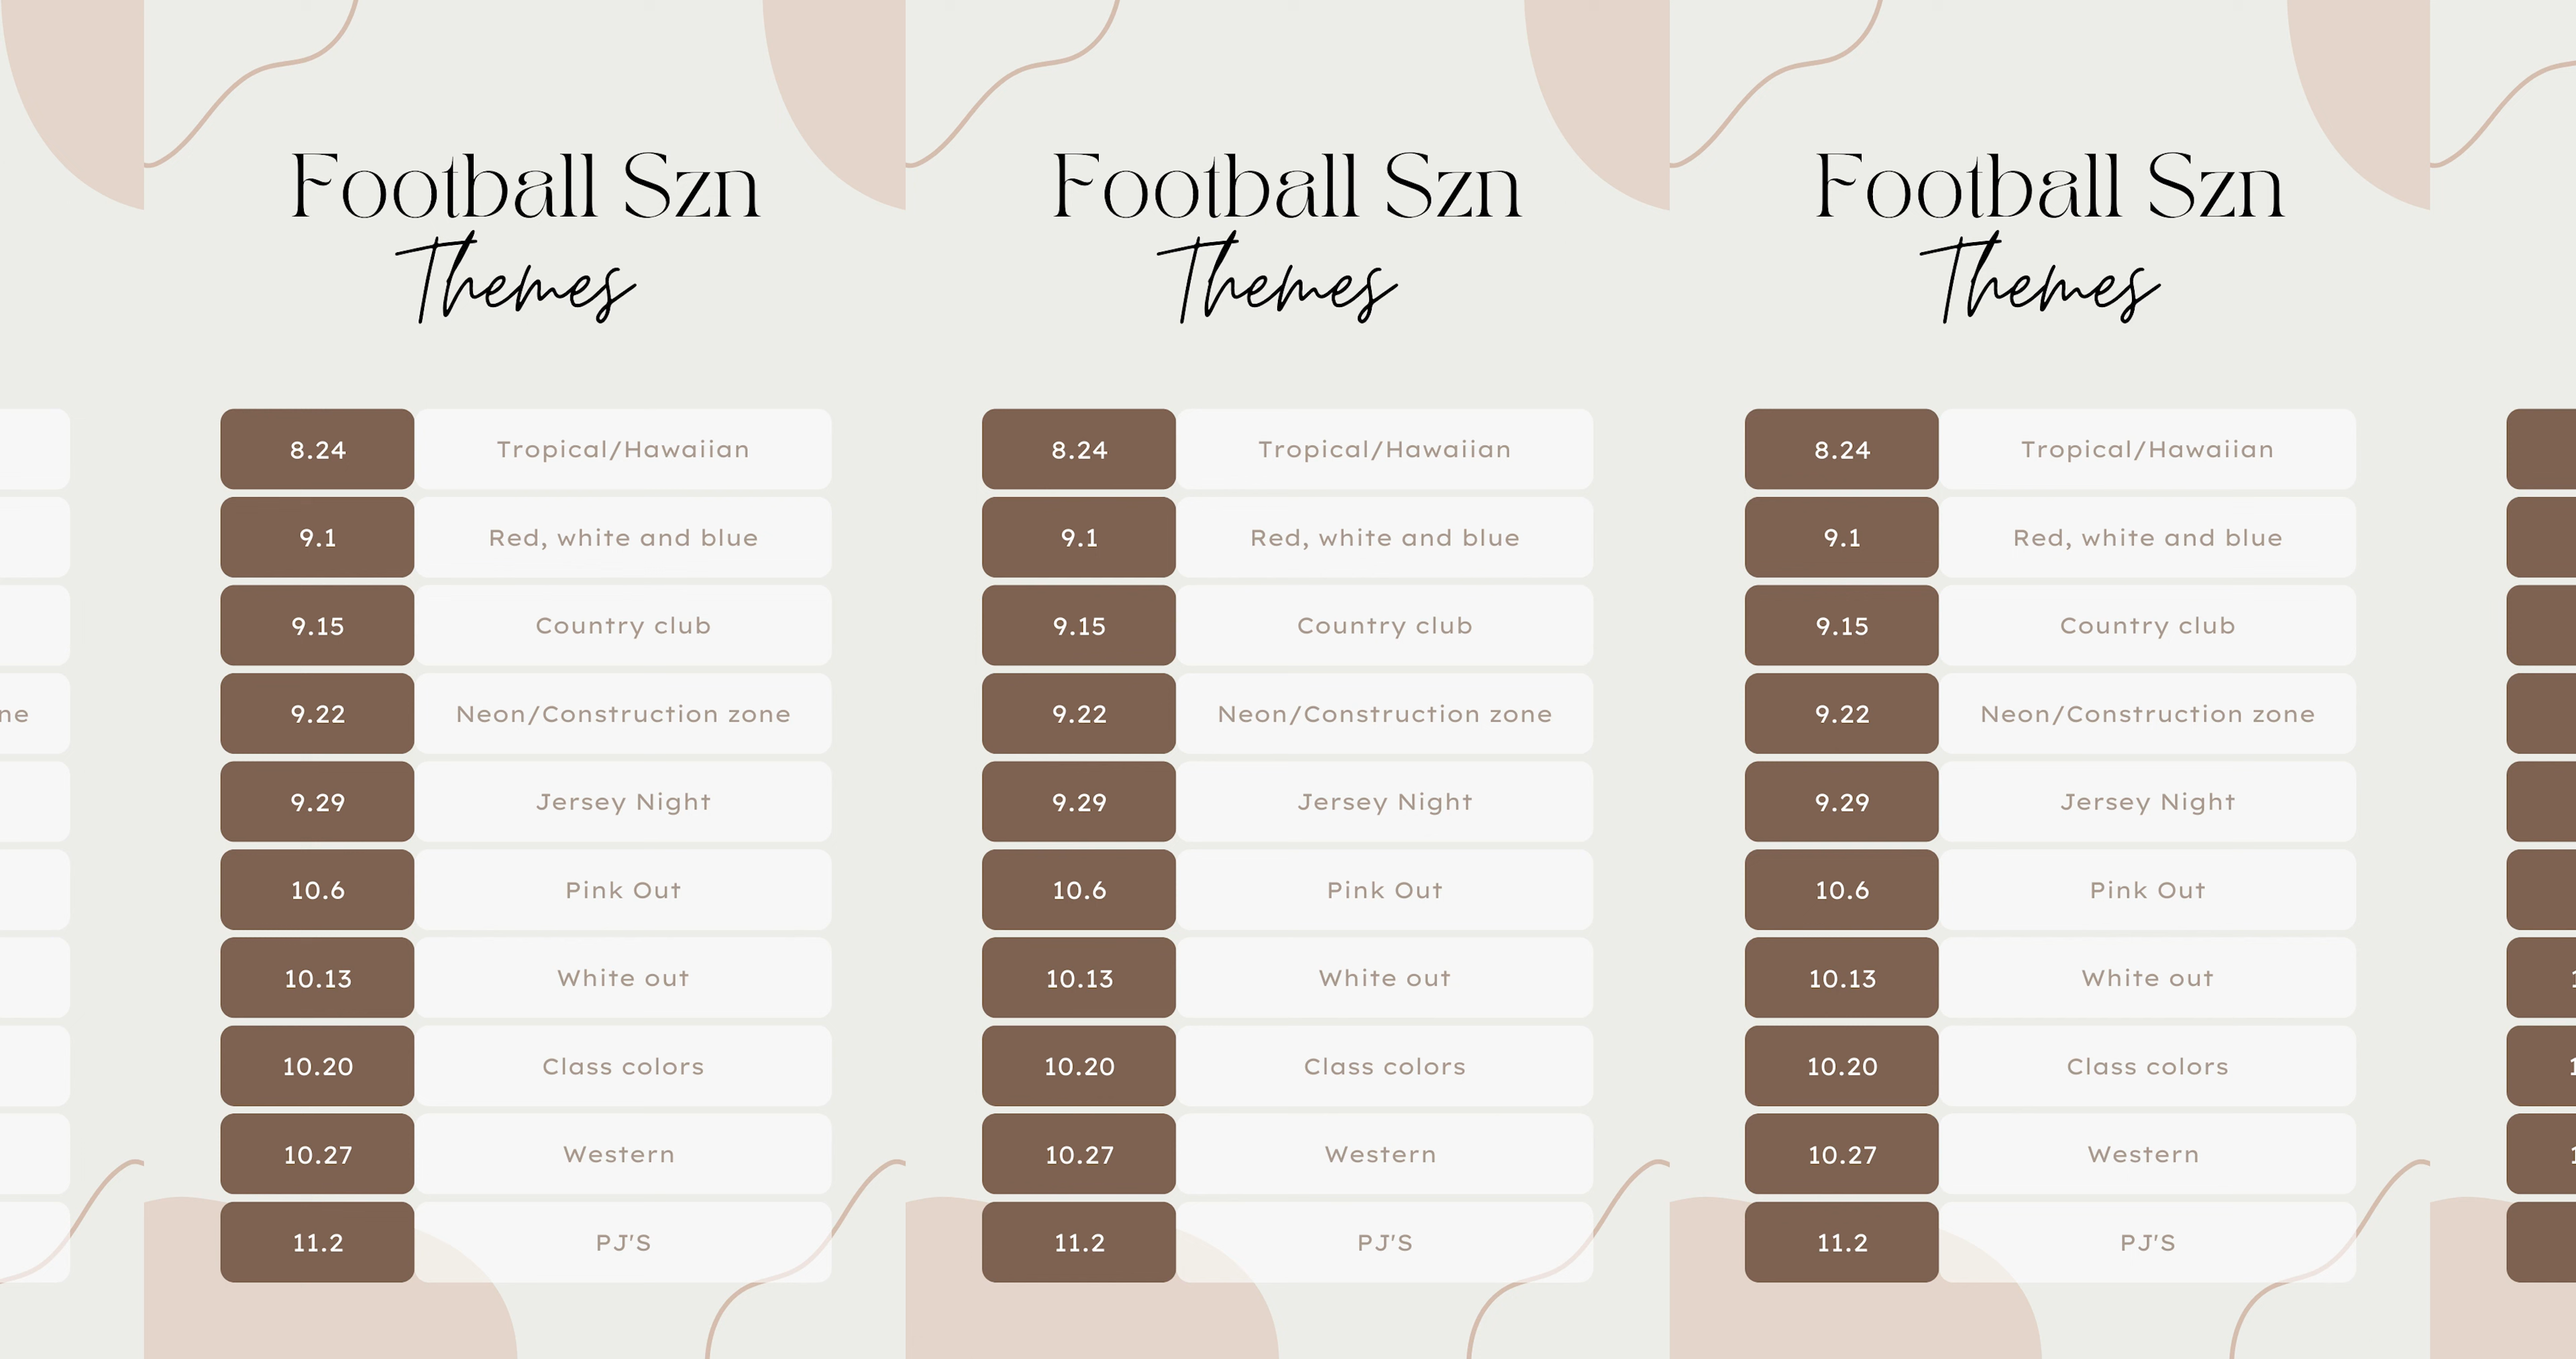 Football Szn
Themes
8.24 Tropical/Hawaiian
9.1 Red, white and blue
9.15 Country club
9.22 Neon/Construction zone
9.29 Jersey Night
10.6 Pink Out
10.13 White out
10.20 Class colors
10.27 Western
11.2 PJ'S
Football Szn
Themes
8.24 Tropical/Hawaiian
9.1 Red, white and blue
9.15 Country club
9.22 Neon/Construction zone
9.29 Jersey Night
10.6 Pink Out
10.13 White out
10.20 Class colors
10.27 Western
11.2 PJ'S
Football Szn
Themes
8.24 Tropical/Hawaiian
9.1 Red, white and blue
9.15 Country club
9.22 Neon/Construction zone
9.29 Jersey Night
10.6 Pink Out
10.13 White out
10.20 Class colors
10.27 Western
11.2 PJ'S